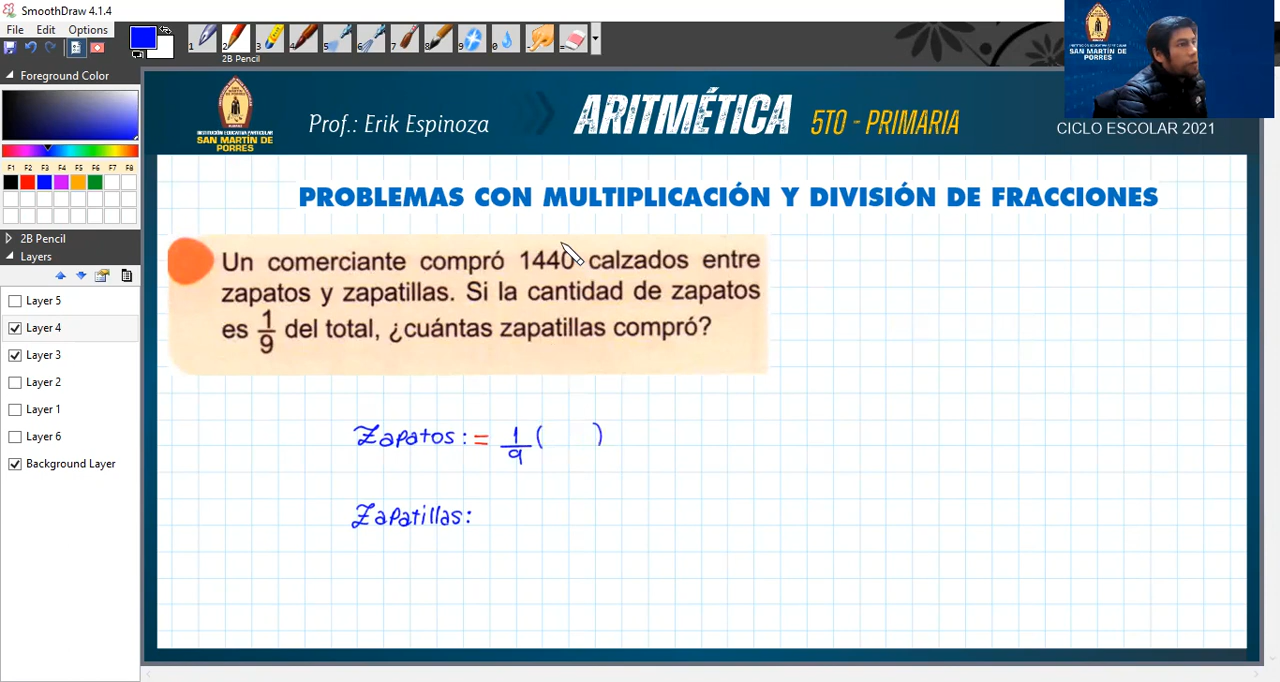 SmoothDraw 4.1.4
File Edit Options
1 2 3 4 5 6 7 8 9 0 - =
2B Pencil
Foreground Color
F1 F2 F3 F4 F5 F6 F7 F8
2B Pencil
Layers
Layer 5
Layer 4
Layer 3
Layer 2
Layer 1
Layer 6
Background Layer
INSTITUCIÓN EDUCATIVA PARTICULAR
SAN MARTÍN DE
PORRES
Prof.: Erik Espinoza
ARITMÉTICA
5TO - PRIMARIA
SAN MARTÍN DE
PORRES
CICLO ESCOLAR 2021
PROBLEMAS CON MULTIPLICACIÓN Y DIVISIÓN DE FRACCIONES
Un comerciante compró 1440 calzados entre
zapatos y zapatillas. Si la cantidad de zapatos
es 1/9 del total, ¿cuántas zapatillas compró?
Zapatos: = 1/9 ( )
Zapatillas: